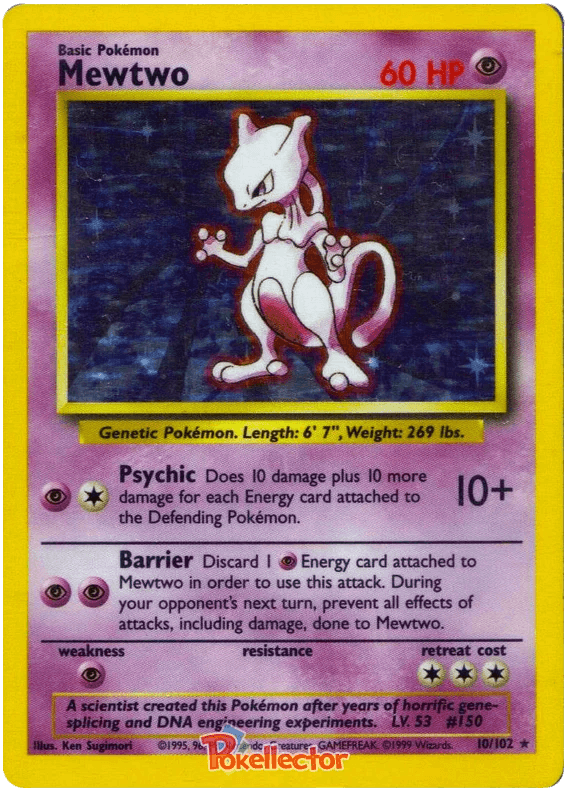 Basic Pokémon
Mewtwo 60 HP
Genetic Pokémon. Length: 6' 7", Weight: 269 lbs.
Psychic Does 10 damage plus 10 more
damage for each Energy card attached to
the Defending Pokémon.
10+
Barrier Discard 1 Energy card attached to
Mewtwo in order to use this attack. During
your opponent's next turn, prevent all effects of
attacks, including damage, done to Mewtwo.
weakness resistance retreat cost
A scientist created this Pokémon after years of horrific gene-
splicing and DNA engineering experiments. LV. 53 #150
Illus. Ken Sugimori ©1995, 96, Nintendo, Creatures, GAMEFREAK. ©1999 Wizards. 10/102
Pokellector